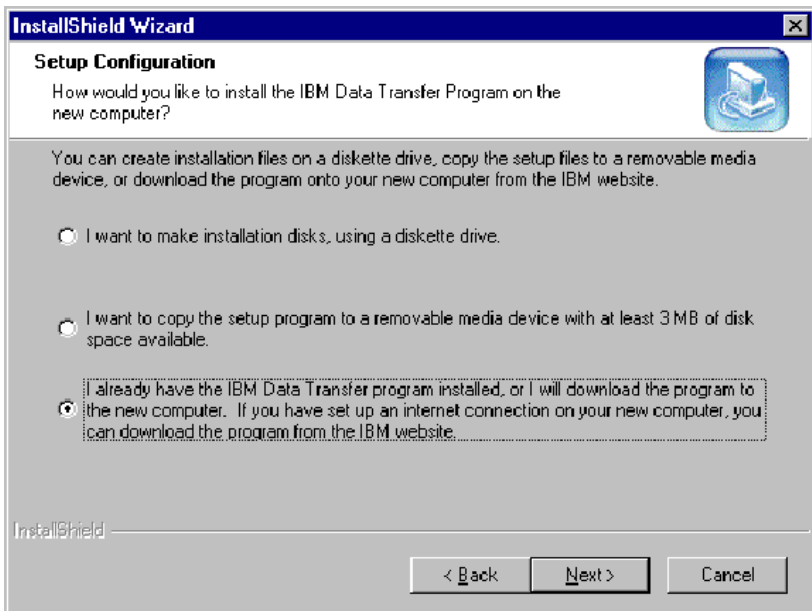 InstallShield Wizard
Setup Configuration
How would you like to install the IBM Data Transfer Program on the
new computer?
You can create installation files on a diskette drive, copy the setup files to a removable media
device, or download the program onto your new computer from the IBM website.
I want to make installation disks, using a diskette drive.
I want to copy the setup program to a removable media device with at least 3 MB of disk
space available.
I already have the IBM Data Transfer program installed, or I will download the program to
the new computer.  If you have set up an internet connection on your new computer, you
can download the program from the IBM website.
InstallShield
< Back Next > Cancel